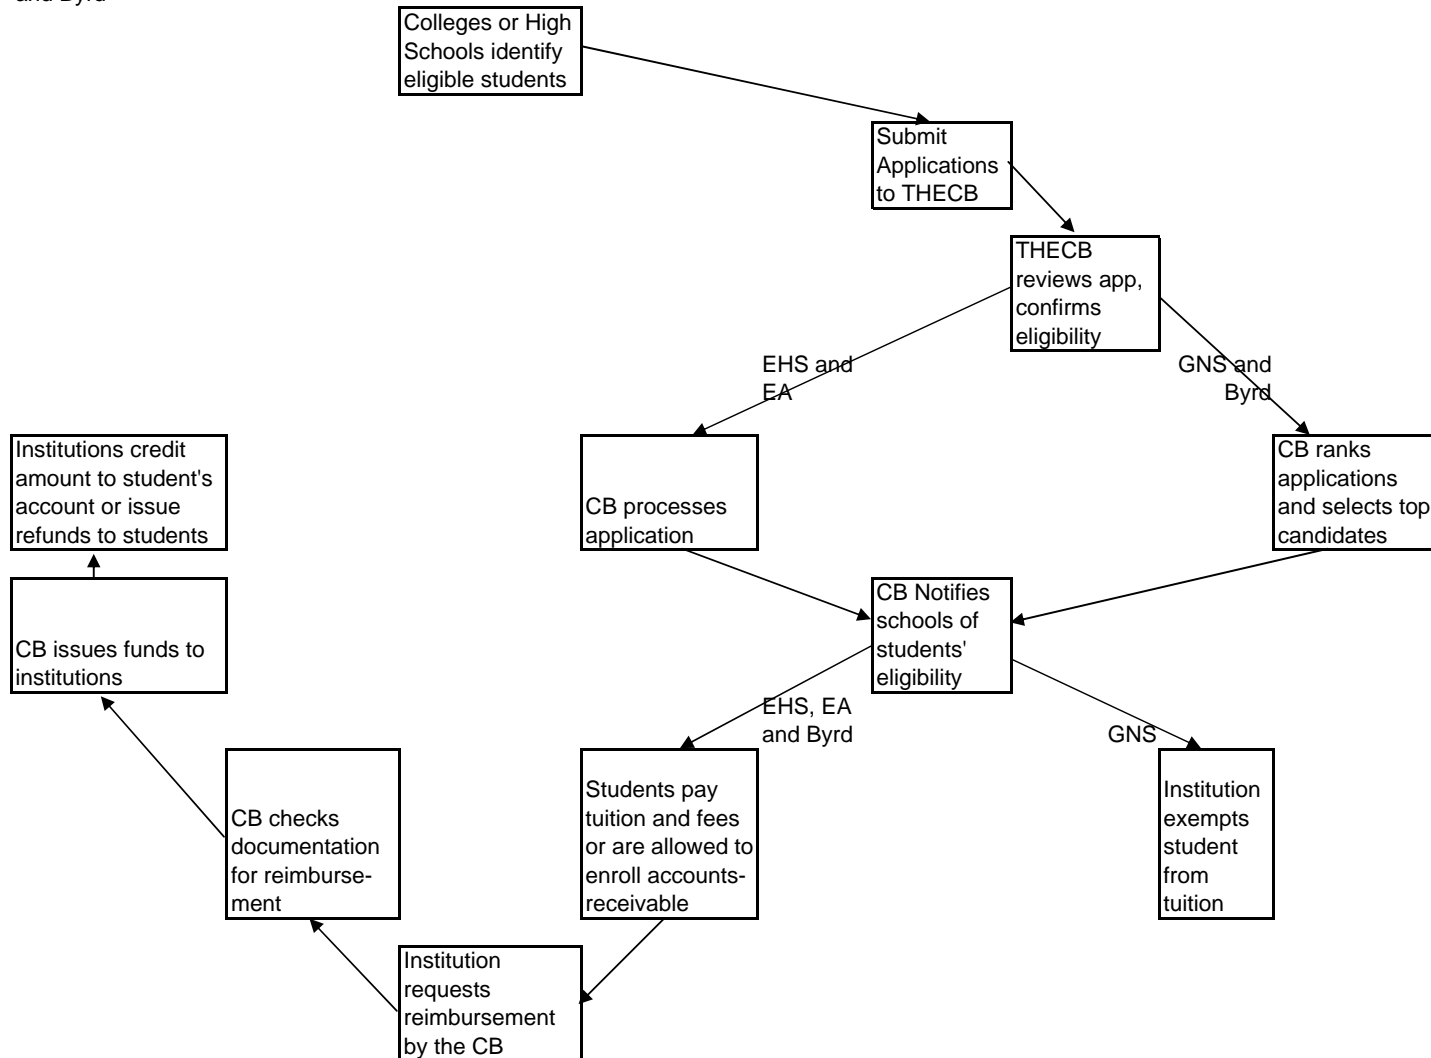 and Byrd
Colleges or High
Schools identify
eligible students
Submit
Applications
to THECB
THECB
reviews app,
confirms
eligibility
EHS and
EA
GNS and
Byrd
Institutions credit
amount to student's
account or issue
refunds to students
CB processes
application
CB ranks
applications
and selects top
candidates
CB issues funds to
institutions
CB Notifies
schools of
students'
eligibility
EHS, EA
and Byrd
GNS
CB checks
documentation
for reimburse-
ment
Students pay
tuition and fees
or are allowed to
enroll accounts-
receivable
Institution
exempts
student
from
tuition
Institution
requests
reimbursement
by the CB